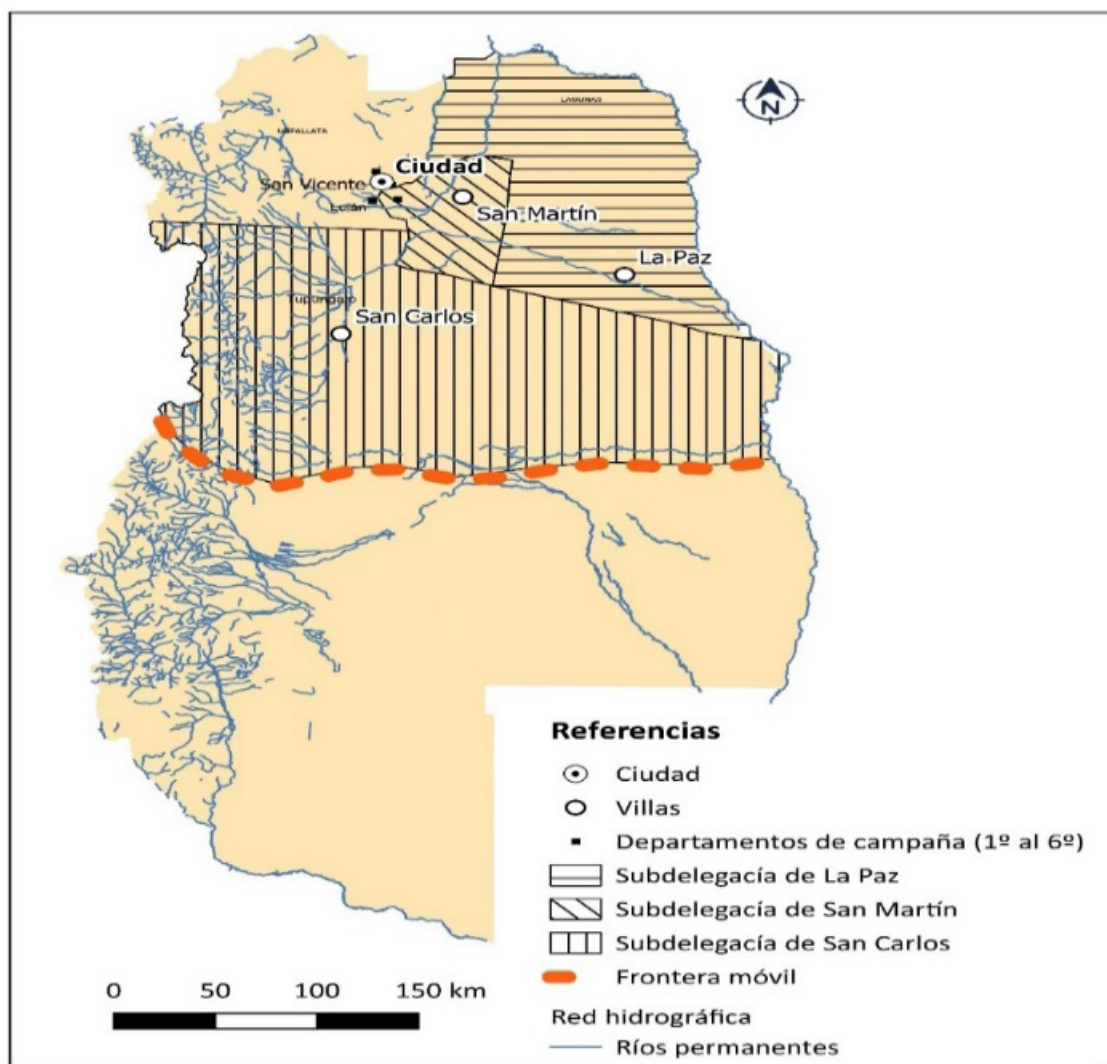 N
LAGUNAS
USPALLATA
Ciudad
San Vicente
Luján
San Martín
La Paz
Tupungato
San Carlos
Referencias
Ciudad
Villas
Departamentos de campaña (1º al 6º)
Subdelegacía de La Paz
Subdelegacía de San Martín
Subdelegacía de San Carlos
Frontera móvil
Red hidrográfica
Ríos permanentes
0 50 100 150 km